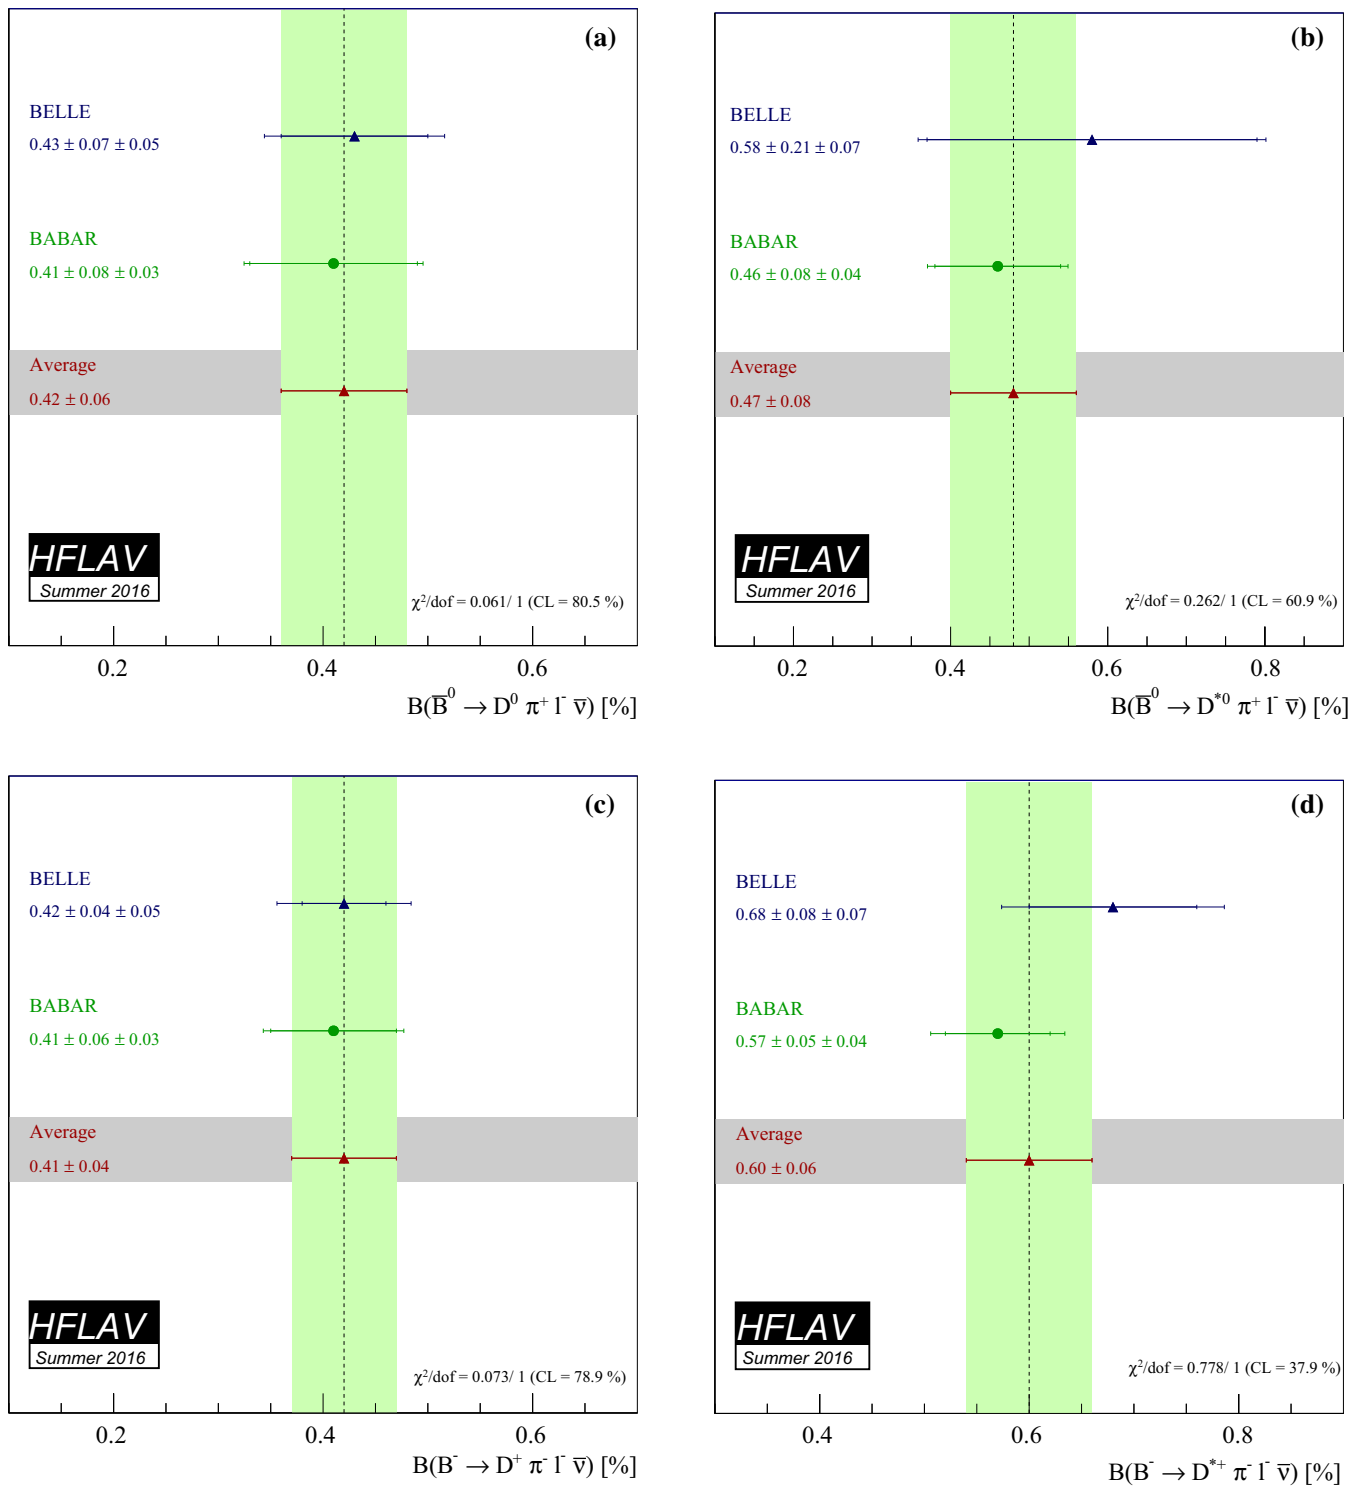 (a)
BELLE
0.43 ± 0.07 ± 0.05
BABAR
0.41 ± 0.08 ± 0.03
Average
0.42 ± 0.06
HFLAV
Summer 2016
χ²/dof = 0.061/ 1 (CL = 80.5 %)
0.2 0.4 0.6
B(B̅⁰ → D⁰ π⁺ l⁻ ν̅) [%]
(b)
BELLE
0.58 ± 0.21 ± 0.07
BABAR
0.46 ± 0.08 ± 0.04
Average
0.47 ± 0.08
HFLAV
Summer 2016
χ²/dof = 0.262/ 1 (CL = 60.9 %)
0.2 0.4 0.6 0.8
B(B̅⁰ → D*⁰ π⁺ l⁻ ν̅) [%]
(c)
BELLE
0.42 ± 0.04 ± 0.05
BABAR
0.41 ± 0.06 ± 0.03
Average
0.41 ± 0.04
HFLAV
Summer 2016
χ²/dof = 0.073/ 1 (CL = 78.9 %)
0.2 0.4 0.6
B(B⁻ → D⁺ π⁻ l⁻ ν̅) [%]
(d)
BELLE
0.68 ± 0.08 ± 0.07
BABAR
0.57 ± 0.05 ± 0.04
Average
0.60 ± 0.06
HFLAV
Summer 2016
χ²/dof = 0.778/ 1 (CL = 37.9 %)
0.4 0.6 0.8
B(B⁻ → D*⁺ π⁻ l⁻ ν̅) [%]